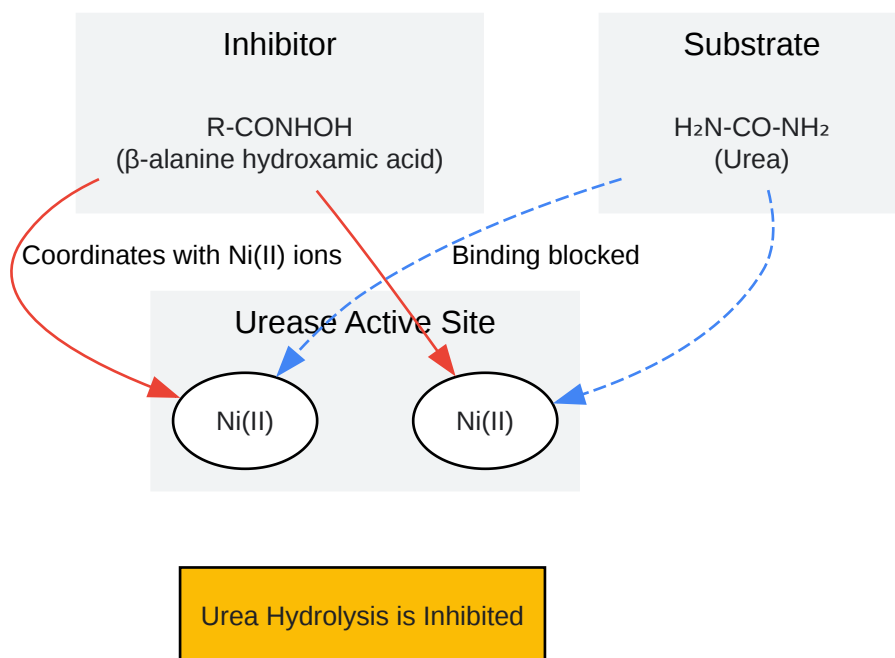 Inhibitor
Substrate
R-CONHOH
(β-alanine hydroxamic acid)
H₂N-CO-NH₂
(Urea)
Coordinates with Ni(II) ions
Binding blocked
Urease Active Site
Ni(II)
Ni(II)
Urea Hydrolysis is Inhibited